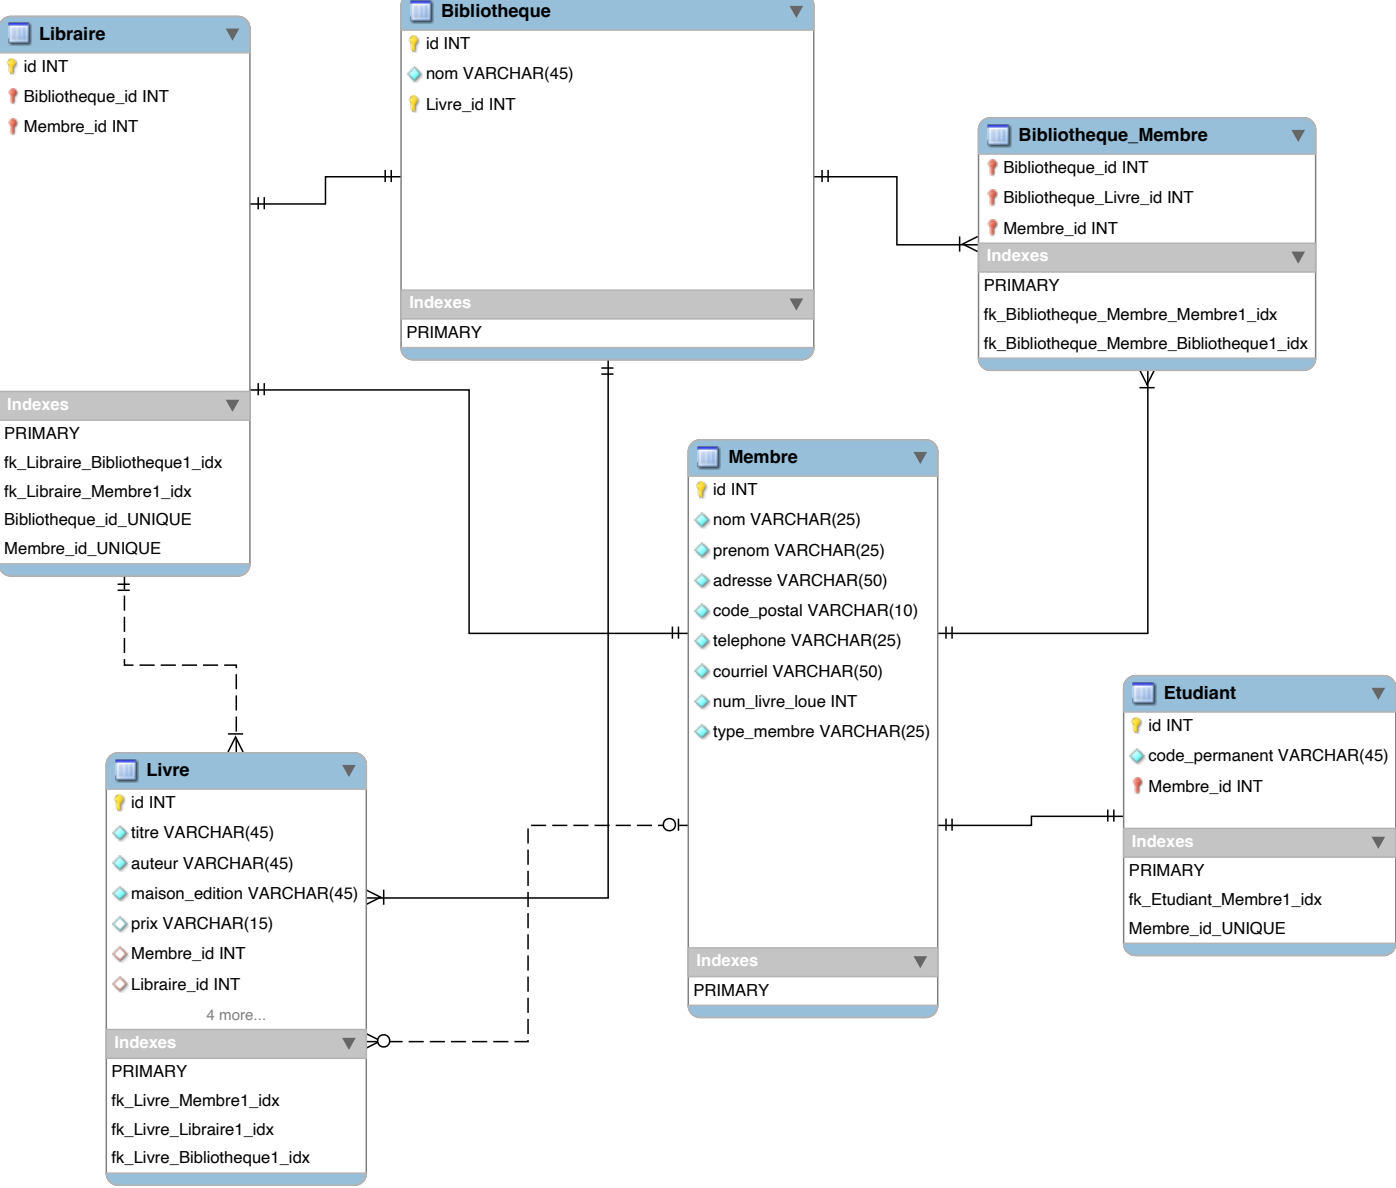 Libraire
id INT
Bibliotheque_id INT
Membre_id INT
Indexes
PRIMARY
fk_Libraire_Bibliotheque1_idx
fk_Libraire_Membre1_idx
Bibliotheque_id_UNIQUE
Membre_id_UNIQUE
Bibliotheque
id INT
nom VARCHAR(45)
Livre_id INT
Indexes
PRIMARY
Bibliotheque_Membre
Bibliotheque_id INT
Bibliotheque_Livre_id INT
Membre_id INT
Indexes
PRIMARY
fk_Bibliotheque_Membre_Membre1_idx
fk_Bibliotheque_Membre_Bibliotheque1_idx
Membre
id INT
nom VARCHAR(25)
prenom VARCHAR(25)
adresse VARCHAR(50)
code_postal VARCHAR(10)
telephone VARCHAR(25)
courriel VARCHAR(50)
num_livre_loue INT
type_membre VARCHAR(25)
Indexes
PRIMARY
Etudiant
id INT
code_permanent VARCHAR(45)
Membre_id INT
Indexes
PRIMARY
fk_Etudiant_Membre1_idx
Membre_id_UNIQUE
Livre
id INT
titre VARCHAR(45)
auteur VARCHAR(45)
maison_edition VARCHAR(45)
prix VARCHAR(15)
Membre_id INT
Libraire_id INT
4 more...
Indexes
PRIMARY
fk_Livre_Membre1_idx
fk_Livre_Libraire1_idx
fk_Livre_Bibliotheque1_idx